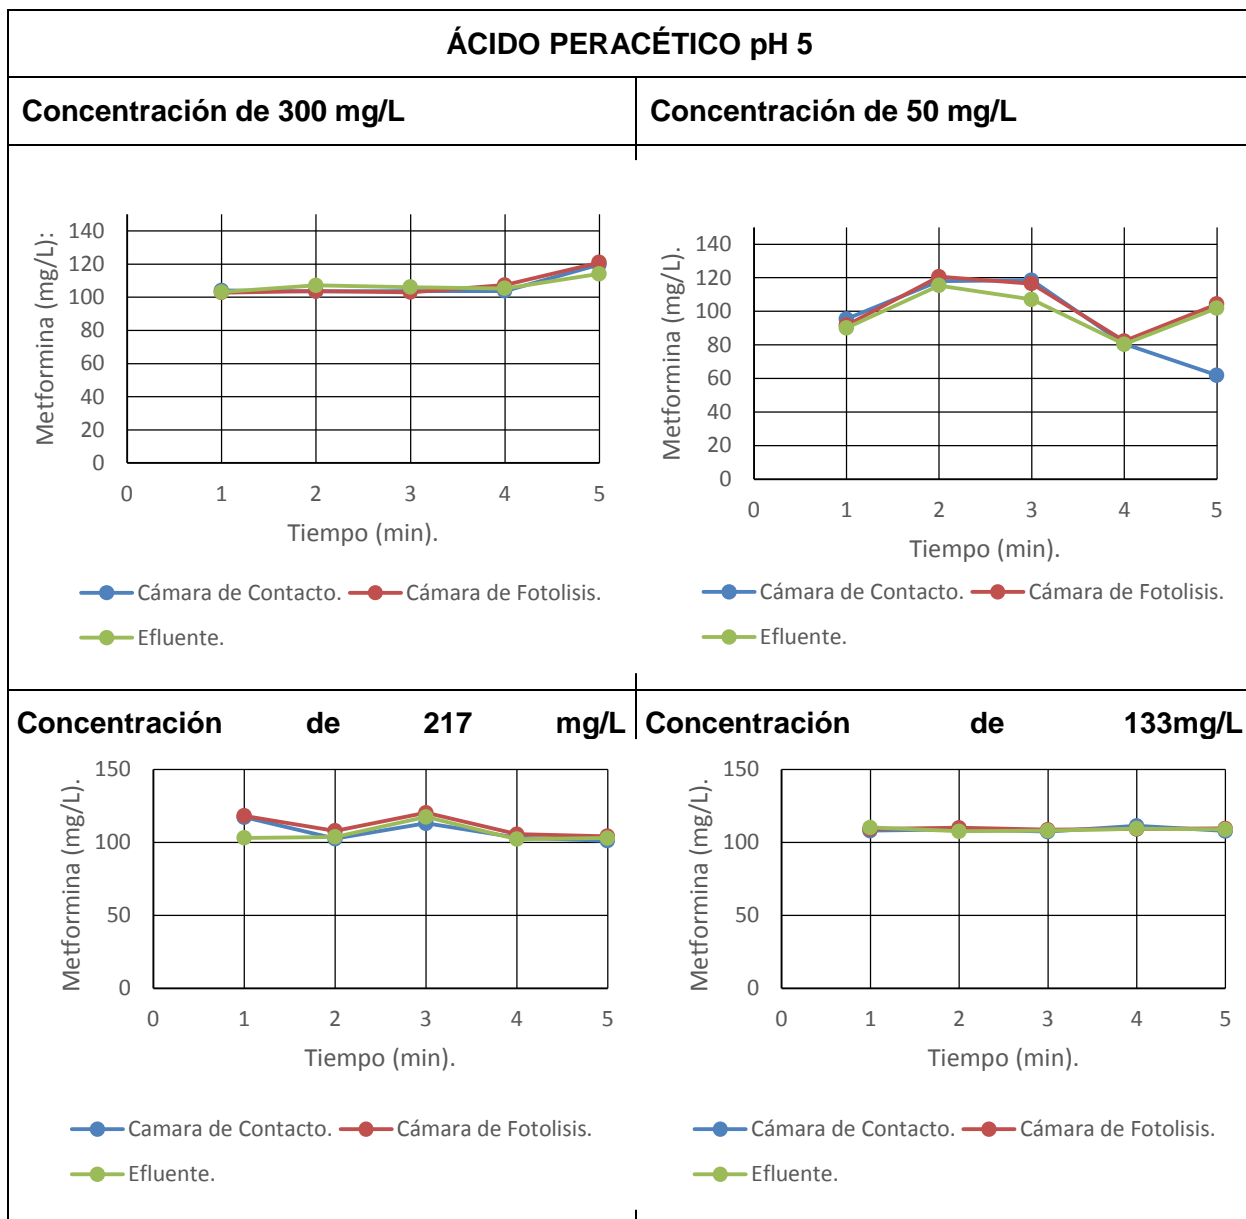 ÁCIDO PERACÉTICO pH 5
Concentración de 300 mg/L
Concentración de 50 mg/L
Metformina (mg/L):
140
120
100
80
60
40
20
0
0 1 2 3 4 5
Tiempo (min).
Cámara de Contacto. Cámara de Fotolisis.
Efluente.
Metformina (mg/L).
140
120
100
80
60
40
20
0
0 1 2 3 4 5
Tiempo (min).
Cámara de Contacto. Cámara de Fotolisis.
Efluente.
Concentración de 217 mg/L
Concentración de 133mg/L
Metformina (mg/L).
150
100
50
0
0 1 2 3 4 5
Tiempo (min).
Camara de Contacto. Cámara de Fotolisis.
Efluente.
Metformina (mg/L).
150
100
50
0
0 1 2 3 4 5
Tiempo (min).
Cámara de Contacto. Cámara de Fotolisis.
Efluente.